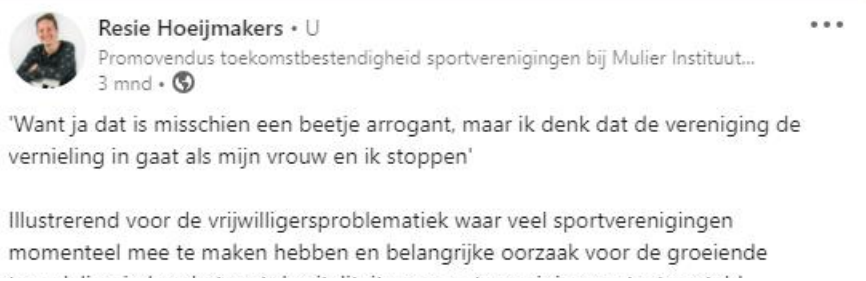 Resie Hoeijmakers • U
Promovendus toekomstbestendigheid sportverenigingen bij Mulier Instituut...
3 mnd •
'Want ja dat is misschien een beetje arrogant, maar ik denk dat de vereniging de
vernieling in gaat als mijn vrouw en ik stoppen'
Illustrerend voor de vrijwilligersproblematiek waar veel sportverenigingen
momenteel mee te maken hebben en belangrijke oorzaak voor de groeiende